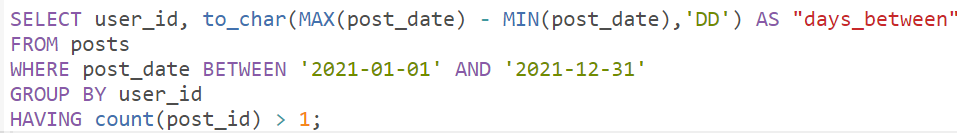 SELECT user_id, to_char(MAX(post_date) - MIN(post_date),'DD') AS "days_between"
FROM posts
WHERE post_date BETWEEN '2021-01-01' AND '2021-12-31'
GROUP BY user_id
HAVING count(post_id) > 1;